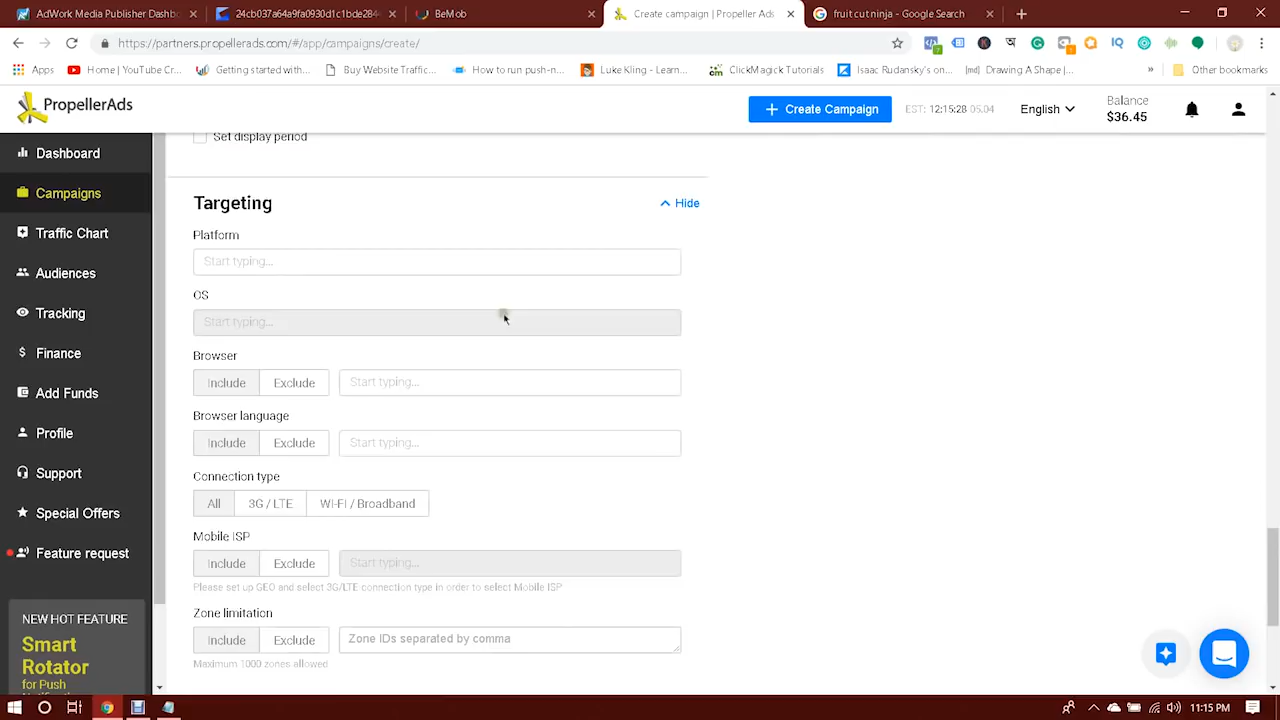 AdWork Media Publisher Dashbo
24cb037a64a9fa0930d1c1bde284
BeMob
Create campaign | Propeller Ads
fruit cut ninja - Google Search
https://partners.propellerads.com/#/app/campaigns/create/
Apps
Home | YouTube Cr...
Getting started with...
Buy Website Traffic...
How to run push-n...
Luke Kling - Learn...
ClickMagick Tutorials
Isaac Rudansky's on...
Drawing A Shape |...
Other bookmarks
PropellerAds
Create Campaign
EST: 12:15:28 05.04
English
Balance
$36.45
Dashboard
Campaigns
Traffic Chart
Audiences
Tracking
Finance
Add Funds
Profile
Support
Special Offers
Feature request
NEW HOT FEATURE
Smart
Rotator
for Push
Set display period
Targeting
Hide
Platform
Start typing...
OS
Start typing...
Browser
Include Exclude Start typing...
Browser language
Include Exclude Start typing...
Connection type
All 3G / LTE WI-FI / Broadband
Mobile ISP
Include Exclude Start typing...
Please set up GEO and select 3G/LTE connection type in order to select Mobile ISP
Zone limitation
Include Exclude Zone IDs separated by comma
Maximum 1000 zones allowed
11:15 PM